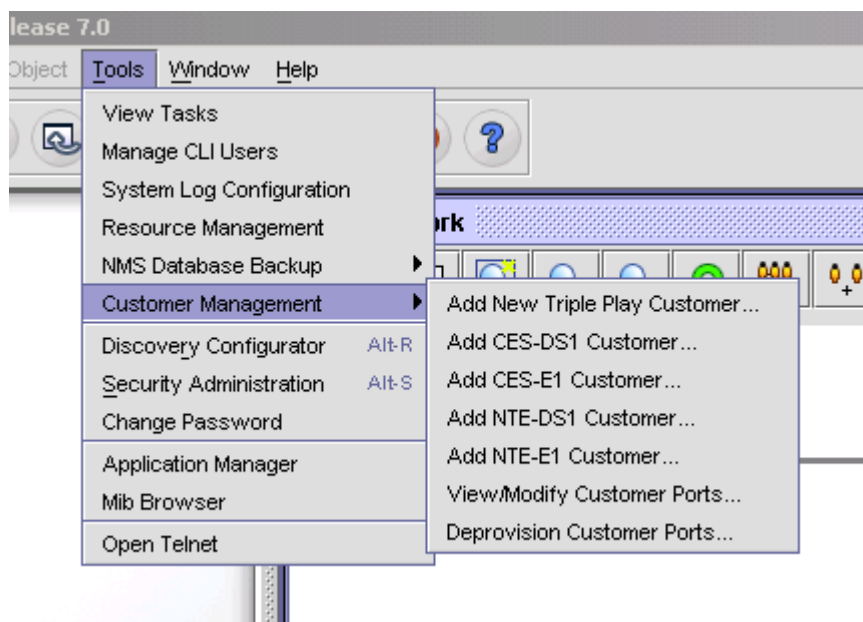 lease 7.0
Object Tools Window Help
View Tasks
Manage CLI Users
System Log Configuration
Resource Management
NMS Database Backup
Customer Management
Discovery Configurator Alt-R
Security Administration Alt-S
Change Password
Application Manager
Mib Browser
Open Telnet
rk
Add New Triple Play Customer...
Add CES-DS1 Customer...
Add CES-E1 Customer...
Add NTE-DS1 Customer...
Add NTE-E1 Customer...
View/Modify Customer Ports...
Deprovision Customer Ports...